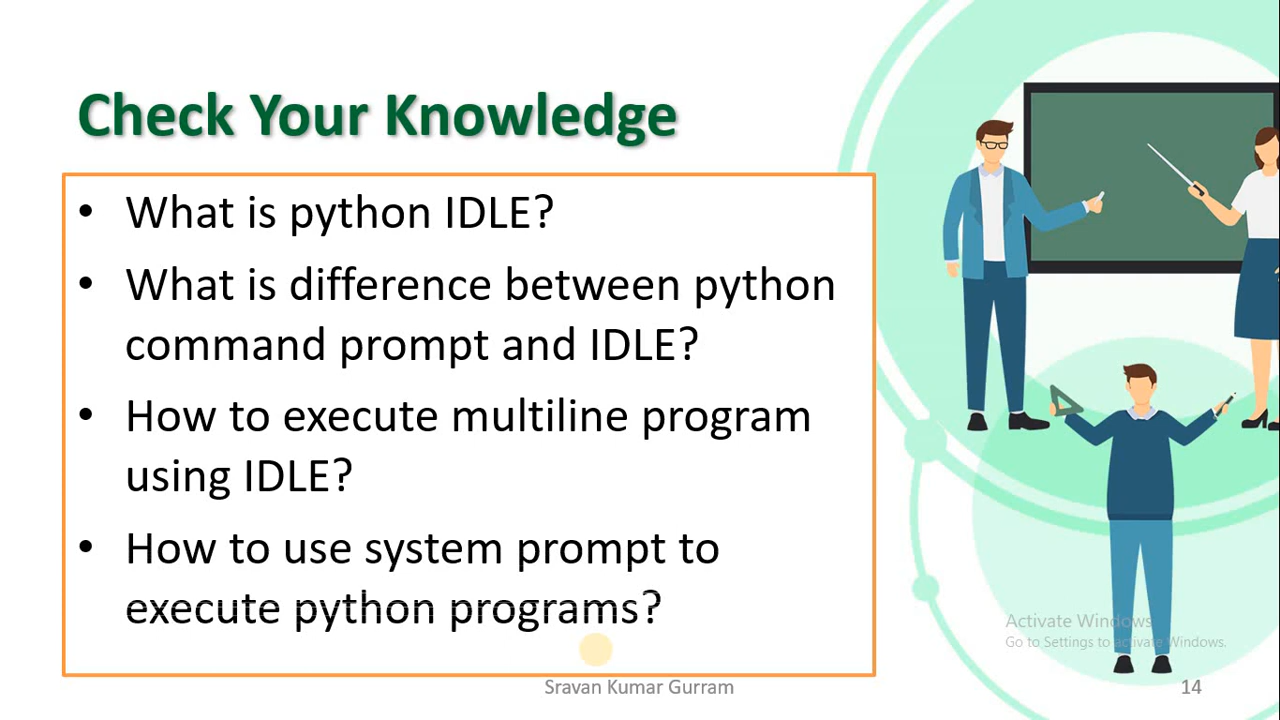 Check Your Knowledge
• What is python IDLE?
• What is difference between python
command prompt and IDLE?
• How to execute multiline program
using IDLE?
• How to use system prompt to
execute python programs?
Activate Windows
Go to Settings to activate Windows.
Sravan Kumar Gurram
14